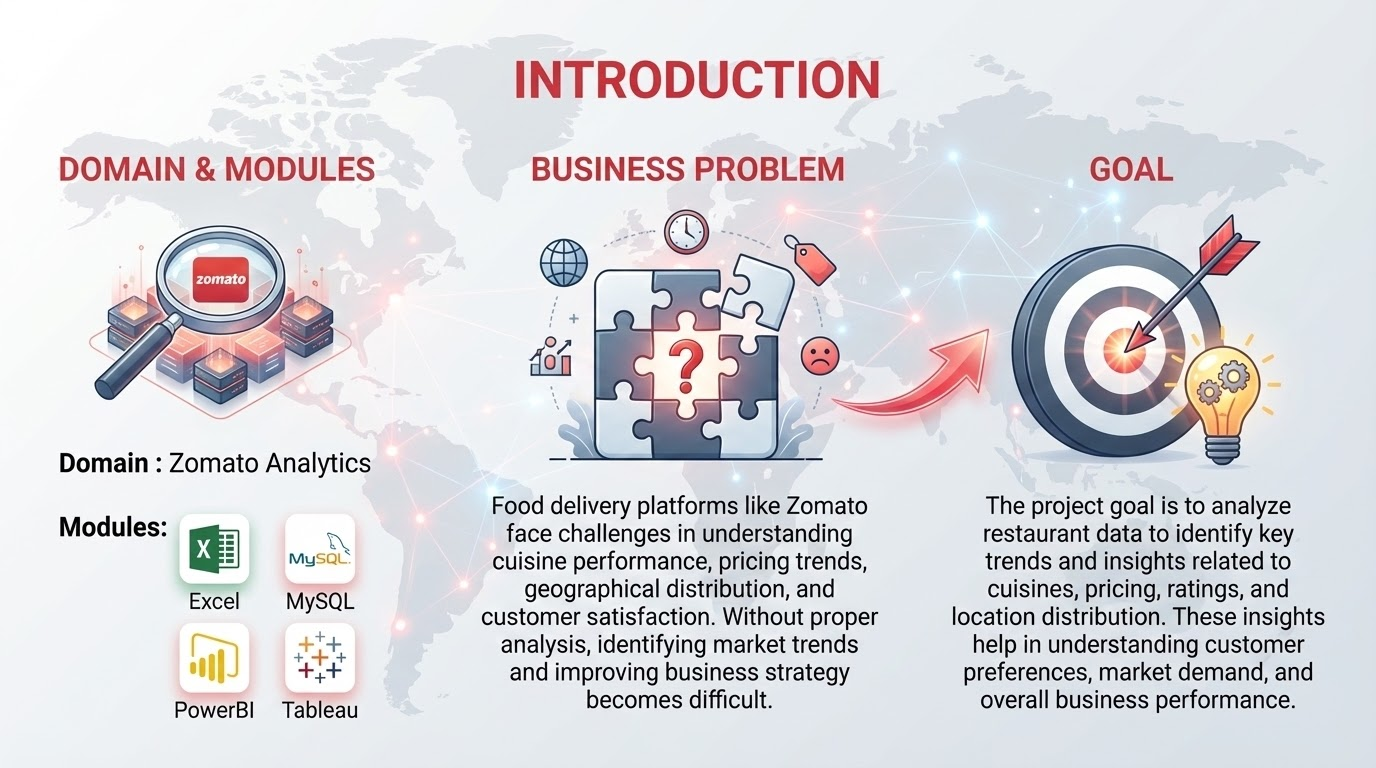 INTRODUCTION
DOMAIN & MODULES
zomato
Domain : Zomato Analytics
Modules:
X
Excel
MySQL.
MySQL
PowerBI
Tableau
BUSINESS PROBLEM
?
Food delivery platforms like Zomato
face challenges in understanding
cuisine performance, pricing trends,
geographical distribution, and
customer satisfaction. Without proper
analysis, identifying market trends
and improving business strategy
becomes difficult.
GOAL
The project goal is to analyze
restaurant data to identify key
trends and insights related to
cuisines, pricing, ratings, and
location distribution. These insights
help in understanding customer
preferences, market demand, and
overall business performance.